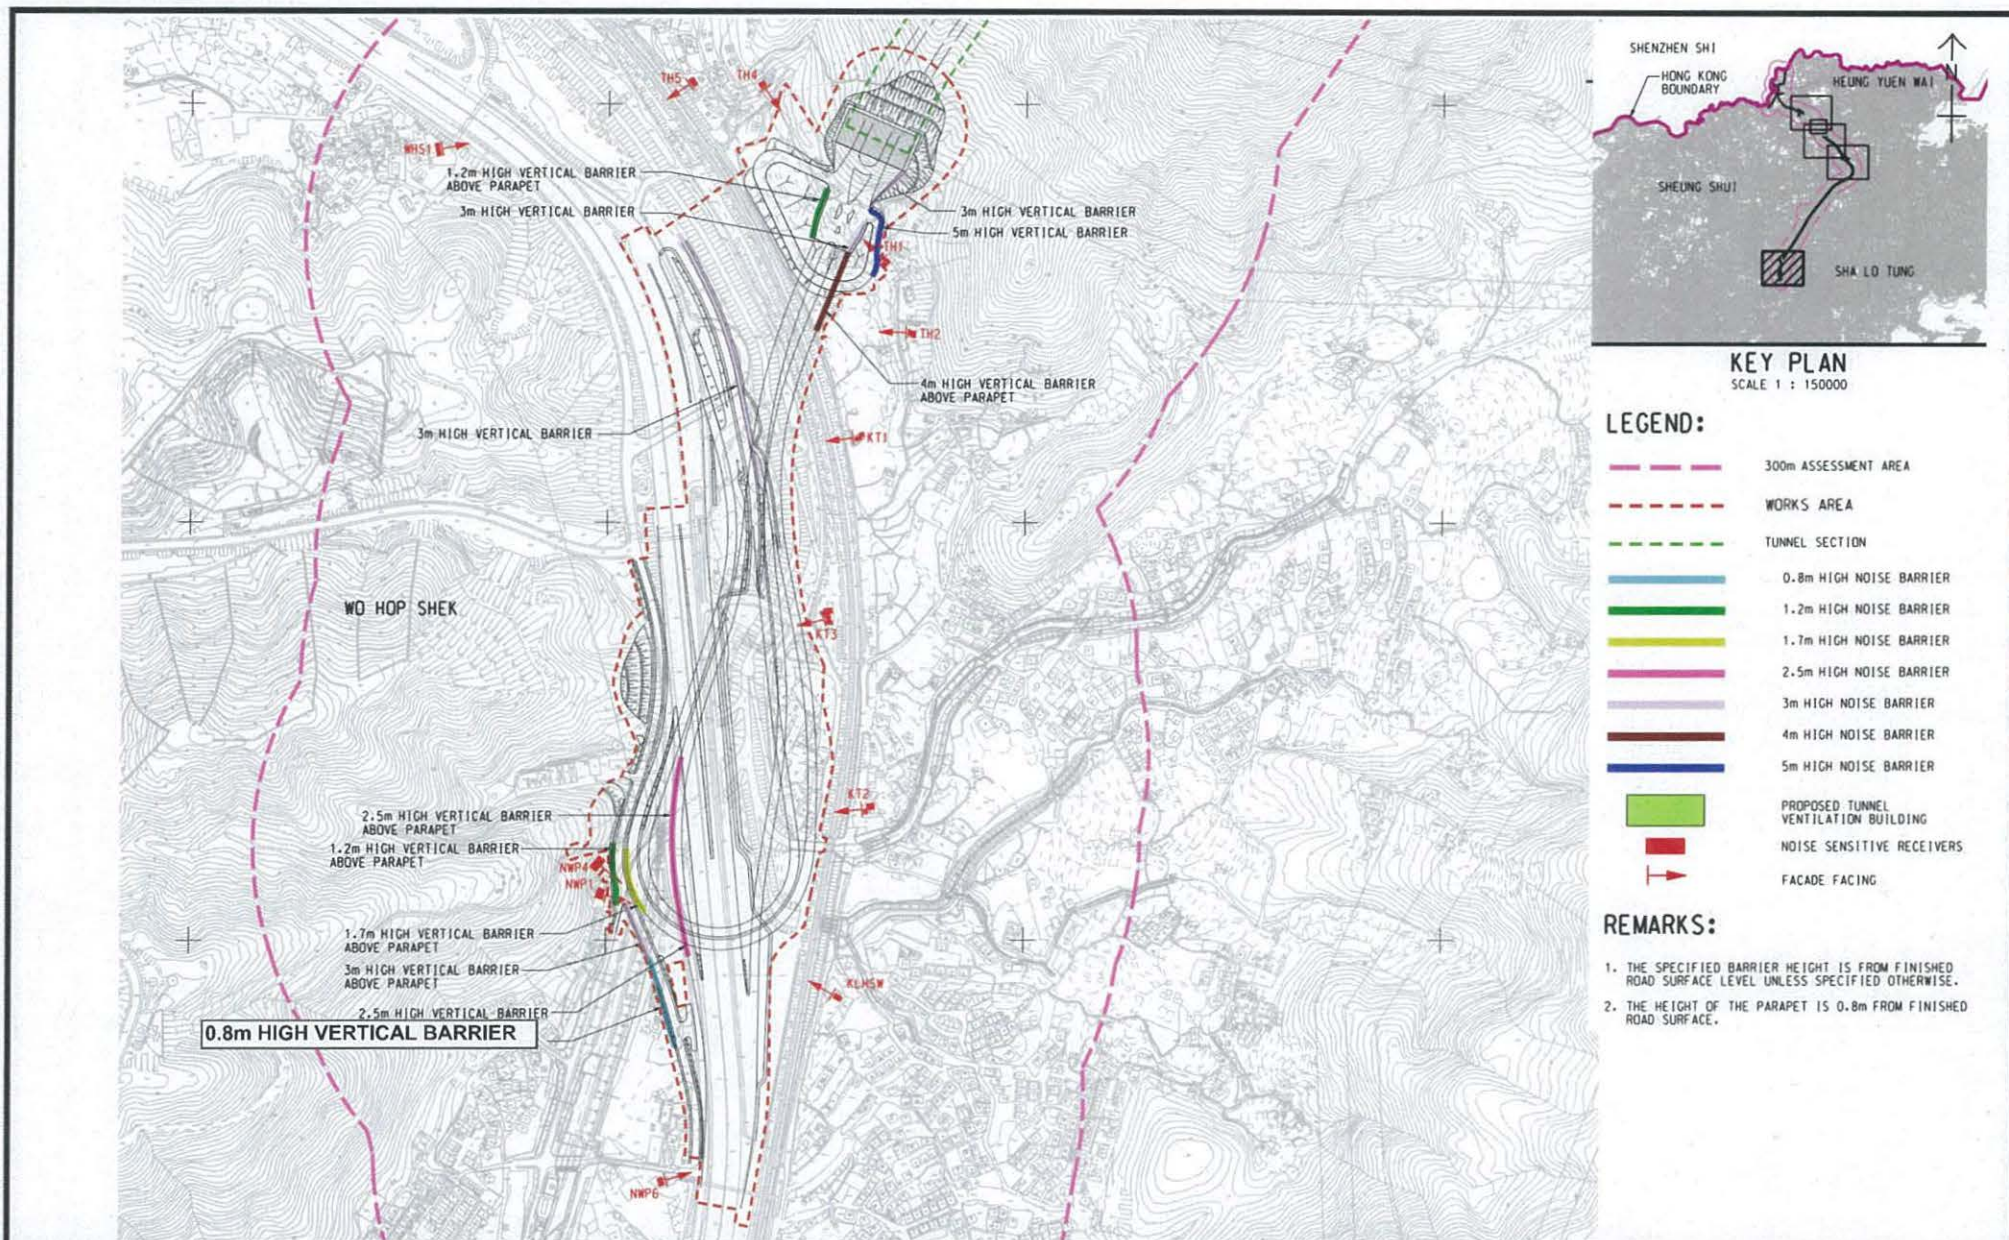 TH5
TH4
WHS1
1.2m HIGH VERTICAL BARRIER
ABOVE PARAPET
3m HIGH VERTICAL BARRIER
3m HIGH VERTICAL BARRIER
5m HIGH VERTICAL BARRIER
TH1
TH2
4m HIGH VERTICAL BARRIER
ABOVE PARAPET
3m HIGH VERTICAL BARRIER
KT1
WO HOP SHEK
KT3
KT2
2.5m HIGH VERTICAL BARRIER
ABOVE PARAPET
1.2m HIGH VERTICAL BARRIER
ABOVE PARAPET
NWP4
NWP1
1.7m HIGH VERTICAL BARRIER
ABOVE PARAPET
3m HIGH VERTICAL BARRIER
ABOVE PARAPET
2.5m HIGH VERTICAL BARRIER
0.8m HIGH VERTICAL BARRIER
KLHSW
NWP6
SHENZHEN SHI
HONG KONG
BOUNDARY
N
HEUNG YUEN WAI
SHEUNG SHUI
SHA LO TUNG
KEY PLAN
SCALE 1 : 150000
LEGEND:
300m ASSESSMENT AREA
WORKS AREA
TUNNEL SECTION
0.8m HIGH NOISE BARRIER
1.2m HIGH NOISE BARRIER
1.7m HIGH NOISE BARRIER
2.5m HIGH NOISE BARRIER
3m HIGH NOISE BARRIER
4m HIGH NOISE BARRIER
5m HIGH NOISE BARRIER
PROPOSED TUNNEL
VENTILATION BUILDING
NOISE SENSITIVE RECEIVERS
FACADE FACING
REMARKS:
1. THE SPECIFIED BARRIER HEIGHT IS FROM FINISHED
ROAD SURFACE LEVEL UNLESS SPECIFIED OTHERWISE.
2. THE HEIGHT OF THE PARAPET IS 0.8m FROM FINISHED
ROAD SURFACE.